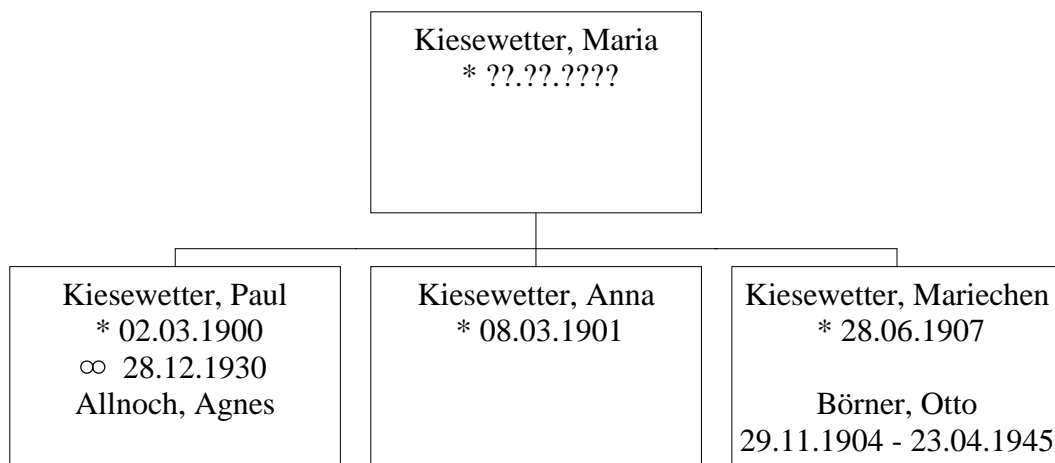 Kiesewetter, Maria
* ??.??.????
Kiesewetter, Paul
* 02.03.1900
∞ 28.12.1930
Allnoch, Agnes
Kiesewetter, Anna
* 08.03.1901
Kiesewetter, Mariechen
* 28.06.1907
Börner, Otto
29.11.1904 - 23.04.1945